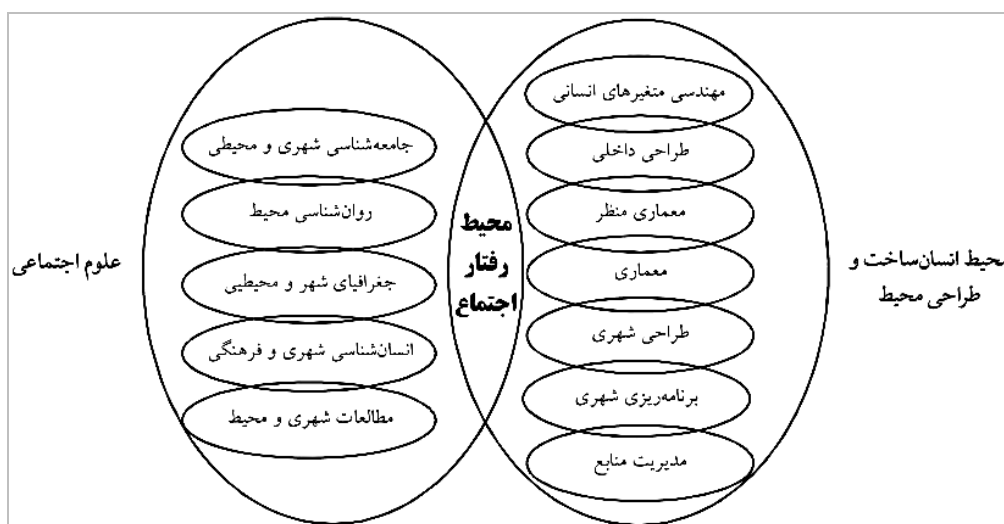 محیط انسان‌ساخت و
طراحی محیط
مهندسی متغیرهای انسانی
طراحی داخلی
معماری منظر
معماری
طراحی شهری
برنامه‌ریزی شهری
مدیریت منابع
محیط
رفتار
اجتماع
جامعه‌شناسی شهری و محیطی
روان‌شناسی محیط
جغرافیای شهر و محیطیی
انسان‌شناسی شهری و فرهنگی
مطالعات شهری و محیط
علوم اجتماعی